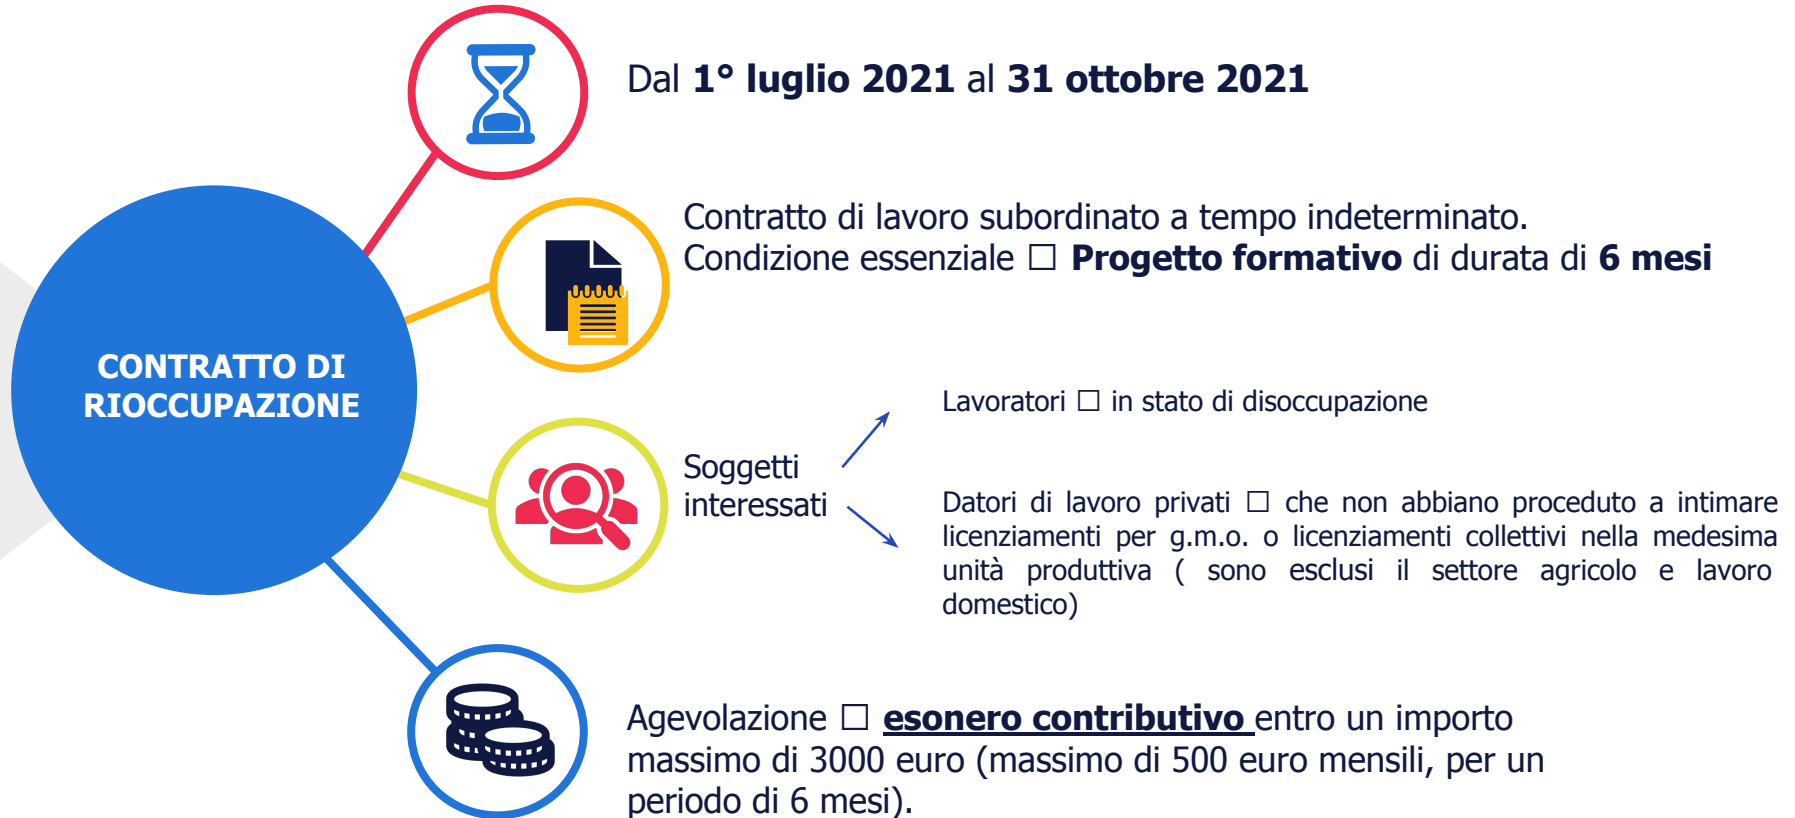 Dal 1° luglio 2021 al 31 ottobre 2021
Contratto di lavoro subordinato a tempo indeterminato.
Condizione essenziale □ Progetto formativo di durata di 6 mesi
CONTRATTO DI
RIOCCUPAZIONE
Lavoratori □ in stato di disoccupazione
Soggetti
interessati
Datori di lavoro privati □ che non abbiano proceduto a intimare
licenziamenti per g.m.o. o licenziamenti collettivi nella medesima
unità produttiva ( sono esclusi il settore agricolo e lavoro
domestico)
Agevolazione □ esonero contributivo entro un importo
massimo di 3000 euro (massimo di 500 euro mensili, per un
periodo di 6 mesi).